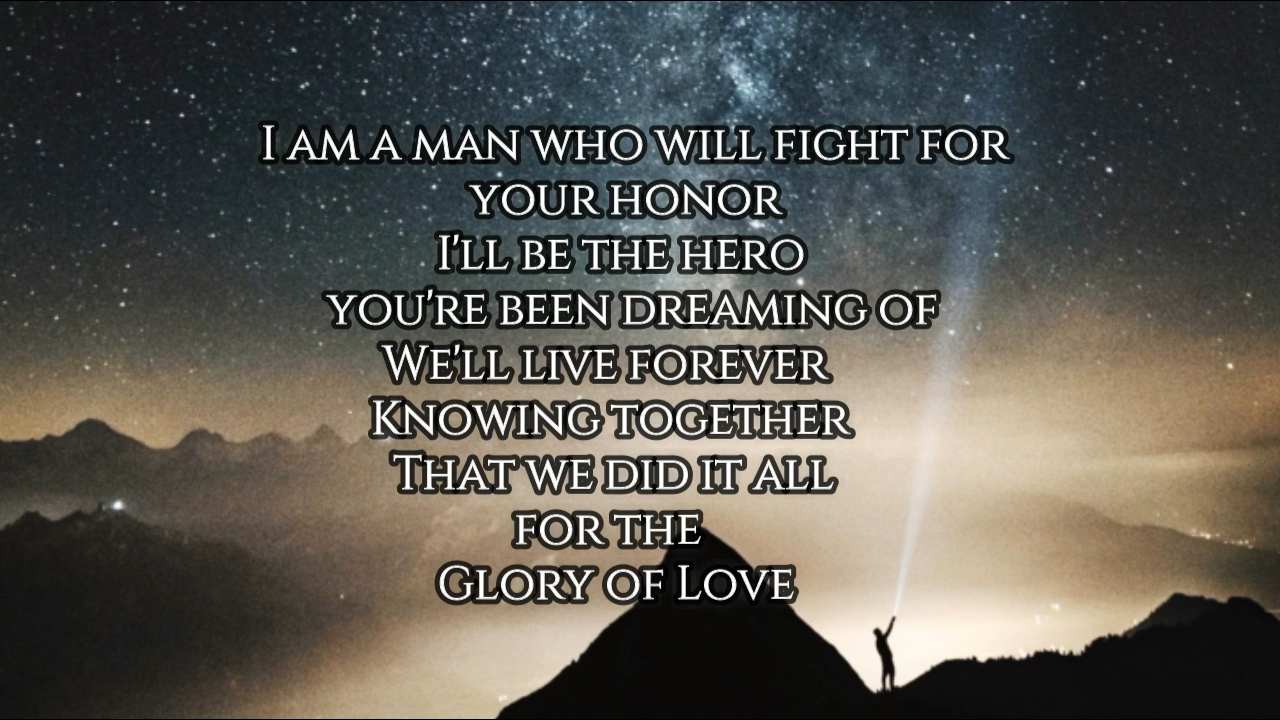 I am a man who will fight for
your honor
I'll be the hero
you're been dreaming of
We'll live forever
Knowing together
That we did it all
for the
Glory of Love